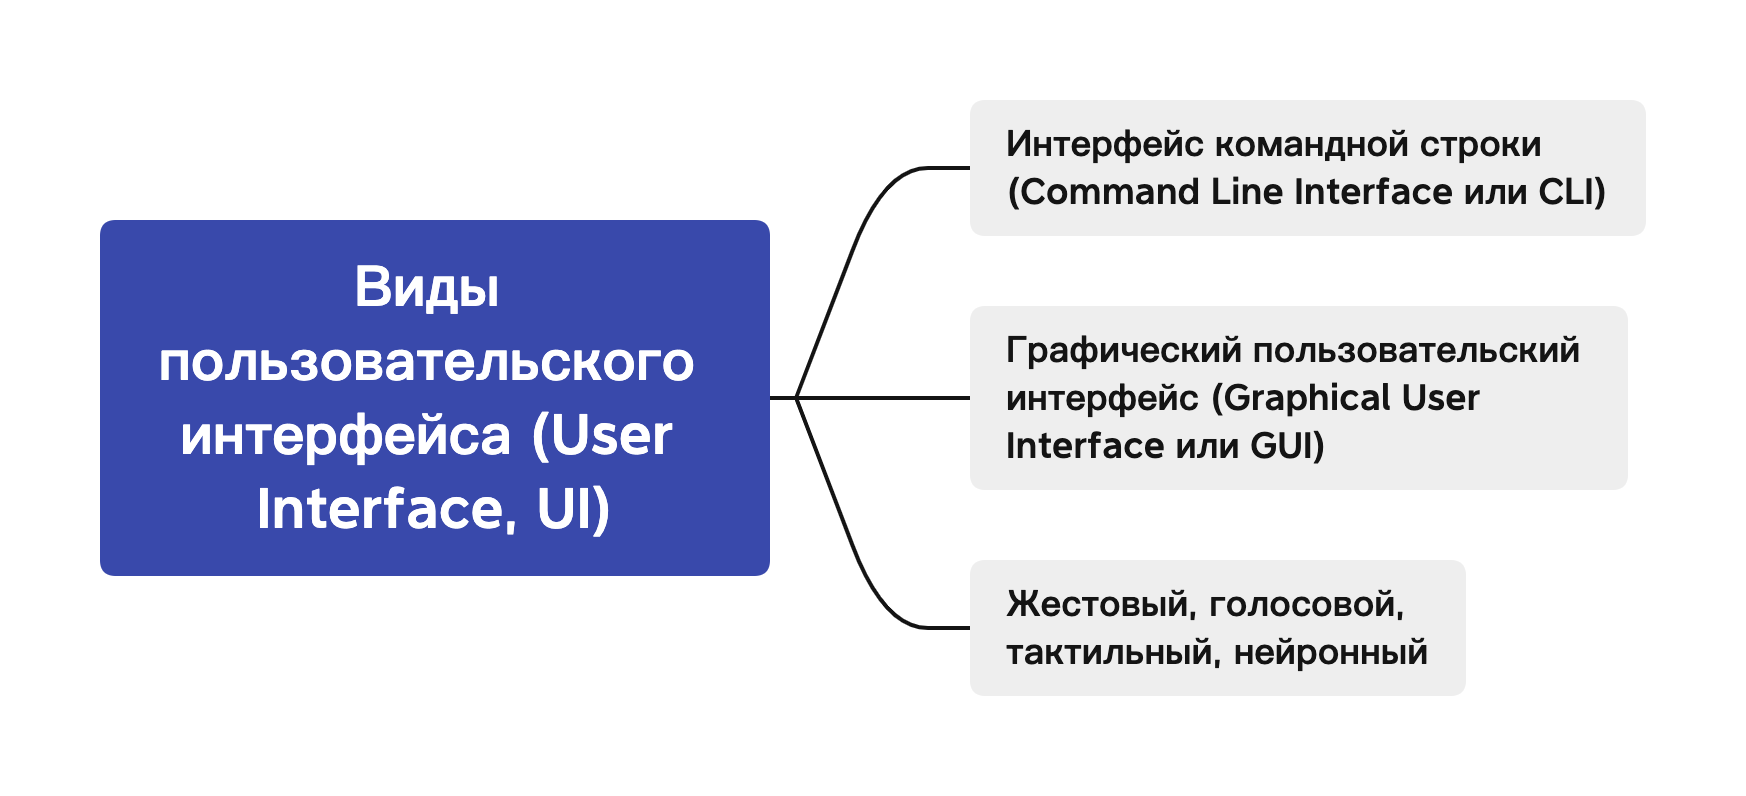 Виды
пользовательского
интерфейса (User
Interface, UI)
Интерфейс командной строки
(Command Line Interface или CLI)
Графический пользовательский
интерфейс (Graphical User
Interface или GUI)
Жестовый, голосовой,
тактильный, нейронный